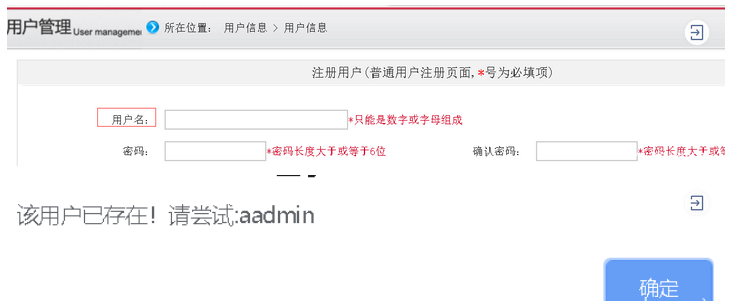 用户管理 User manageme 所在位置： 用户信息 > 用户信息
注册用户(普通用户注册页面,*号为必填项)
用户名： *只能是数字或字母组成
密码： *密码长度大于或等于6位 确认密码： *密码长度大于或等
该用户已存在！请尝试:aadmin
确定